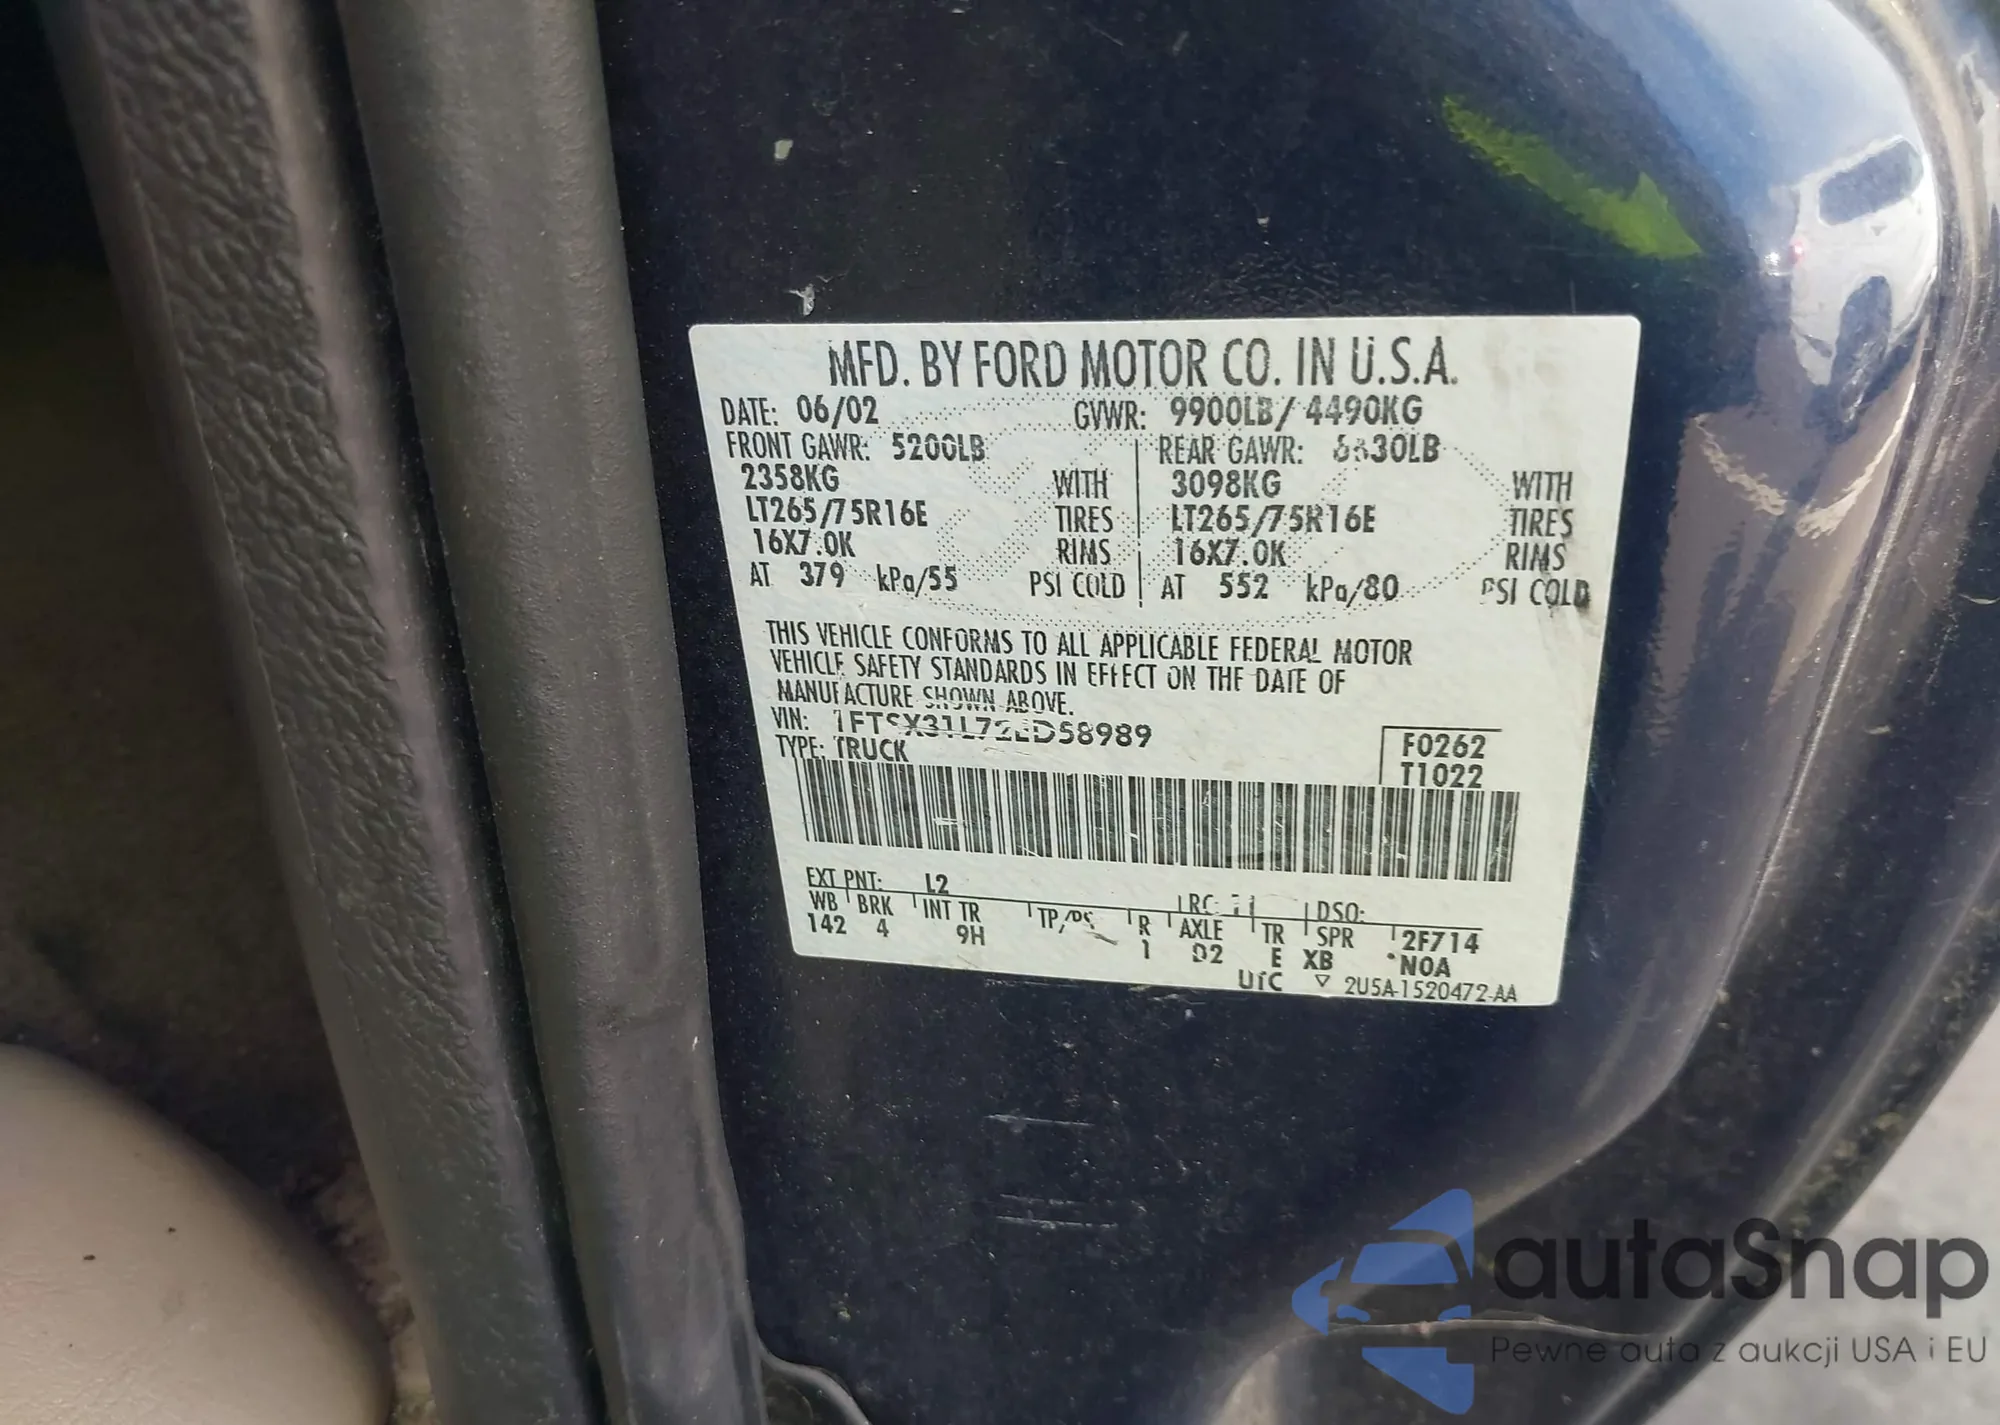 MFD. BY FORD MOTOR CO. IN U.S.A.
DATE: 06/02 GVWR: 9900LB/ 4490KG
FRONT GAWR: 5200LB REAR GAWR:
2358KG WITH 3098KG WITH
LT265/75R16E TIRES LT265/75R16E TIRES
16X7.0K RIMS 16X7.0K RIMS
AT 379 kPa/55 PSI COLD AT 552 kPa/80 PSI COLD
THIS VEHICLE CONFORMS TO ALL APPLICABLE FEDERAL MOTOR
VEHICLE SAFETY STANDARDS IN EFFECT ON THE DATE OF
MANUFACTURE SHOWN ABOVE.
VIN:
TYPE: TRUCK
F0262
T1022
EXT PNT: L2 DSO:
WB BRK INT TR TP/PS R AXLE TR SPR 2F714
142 4 9H 1 D2 E XB *N0A
UTC ▽ 2U5A-1520472-AA
autaSnap
Pewne auta z aukcji USA i EU